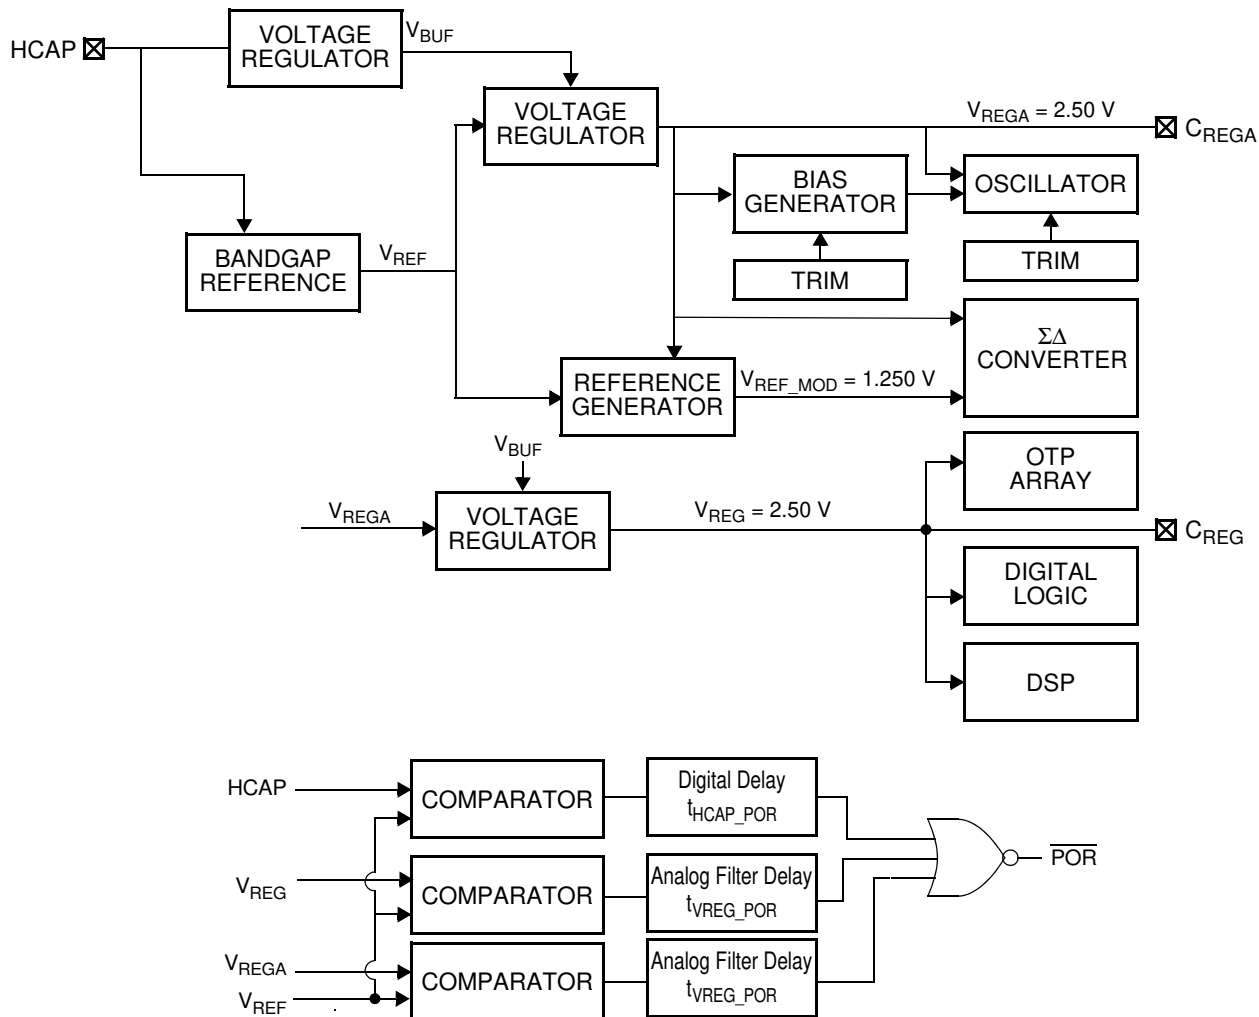 HCAP
VOLTAGE
REGULATOR
VBUF
VOLTAGE
REGULATOR
VREGA = 2.50 V
CREGA
BIAS
GENERATOR
OSCILLATOR
BANDGAP
REFERENCE
VREF
TRIM
TRIM
ΣΔ
CONVERTER
REFERENCE
GENERATOR
VREF_MOD = 1.250 V
VBUF
OTP
ARRAY
VREGA
VOLTAGE
REGULATOR
VREG = 2.50 V
CREG
DIGITAL
LOGIC
DSP
HCAP
COMPARATOR
Digital Delay
tHCAP_POR
VREG
COMPARATOR
Analog Filter Delay
tVREG_POR
POR
VREGA
VREF
COMPARATOR
Analog Filter Delay
tVREG_POR